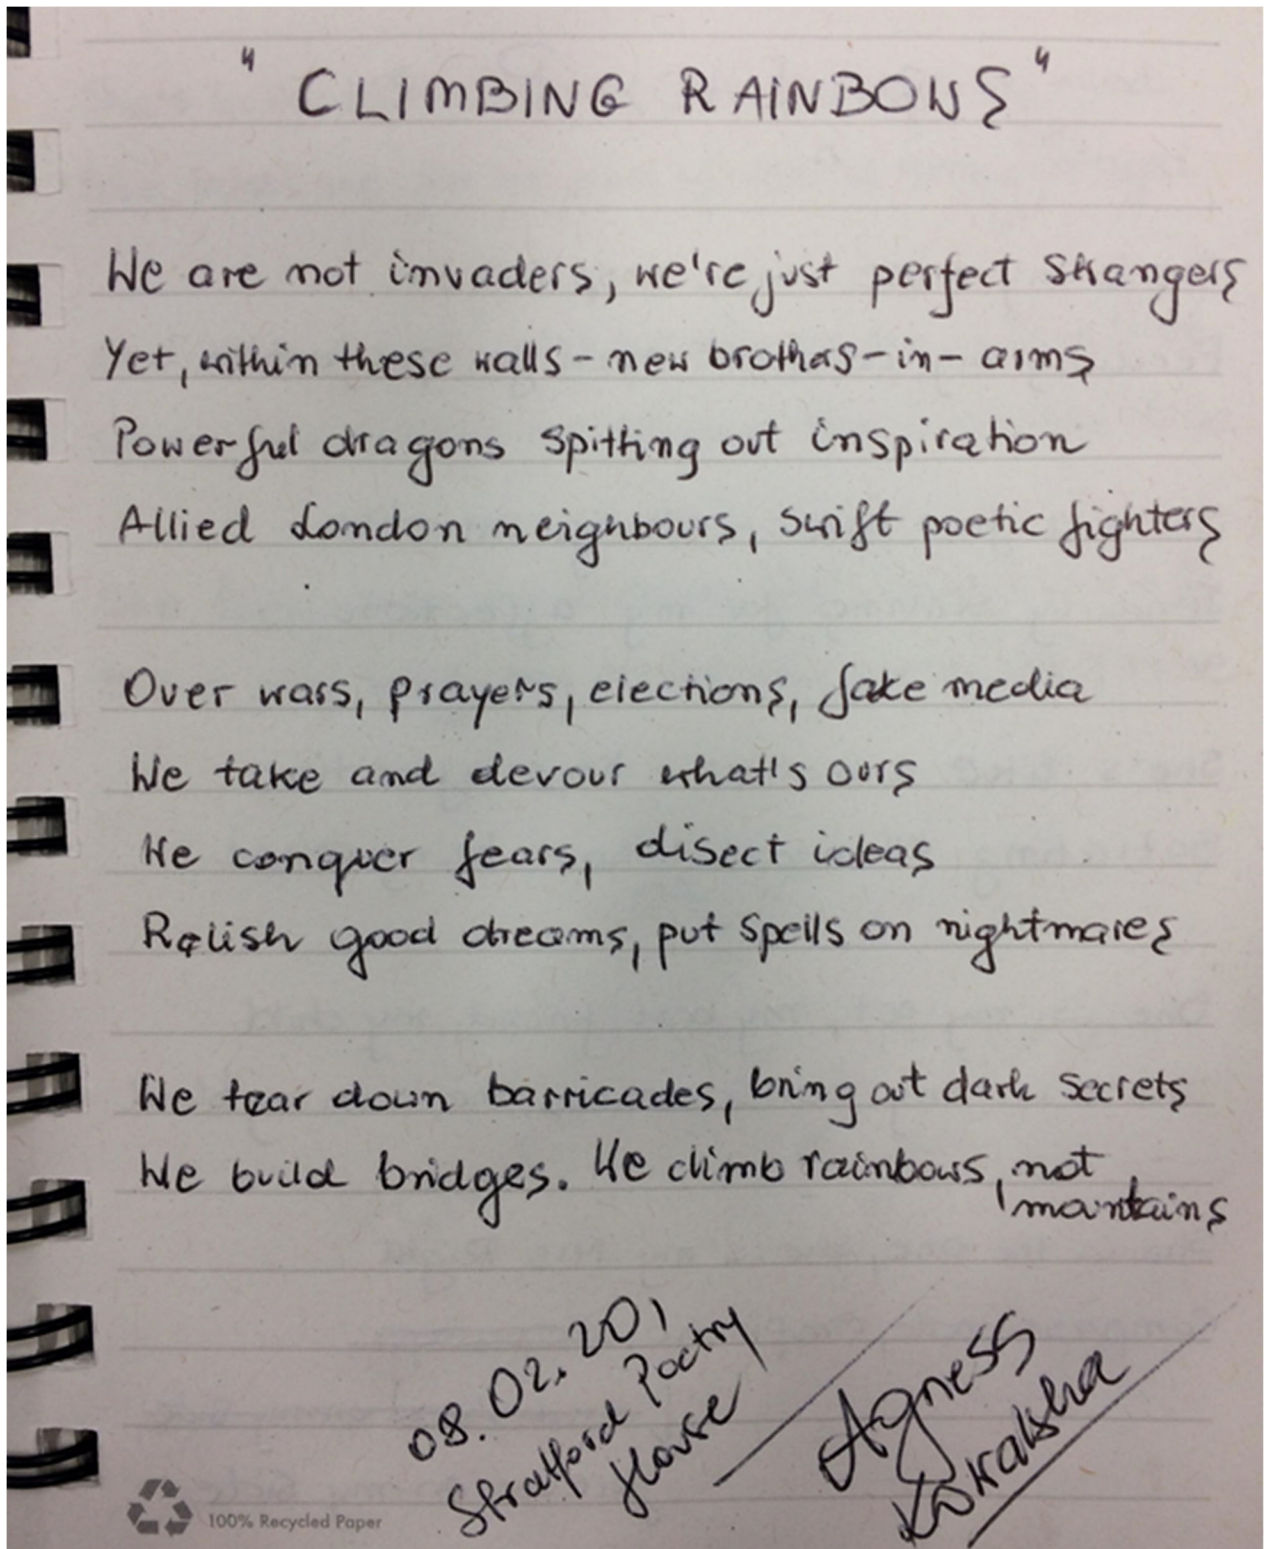 "CLIMBING RAINBOWS"
We are not invaders, we're just perfect strangers
Yet, within these walls - new brothers-in-arms
Powerful dragons spitting out inspiration
Allied London neighbours, swift poetic fighters
Over wars, prayers, elections, fake media
We take and devour what's ours
We conquer fears, disect ideas
Relish good dreams, put spells on nightmares
We tear down barricades, bring out dark secrets
We build bridges. We climb rainbows, not
mountains
08.02.201
Stratford Poetry
House
Agness
100% Recycled Paper